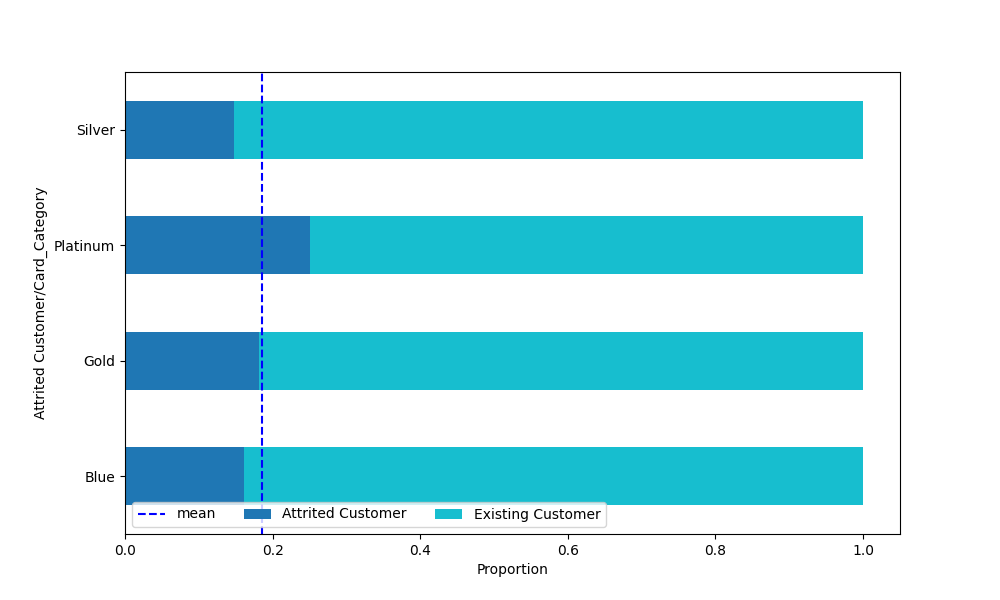 Attrited Customer/Card_Category
Silver
Platinum
Gold
Blue
mean
Attrited Customer
Existing Customer
0.0
0.2
0.4
0.6
0.8
1.0
Proportion